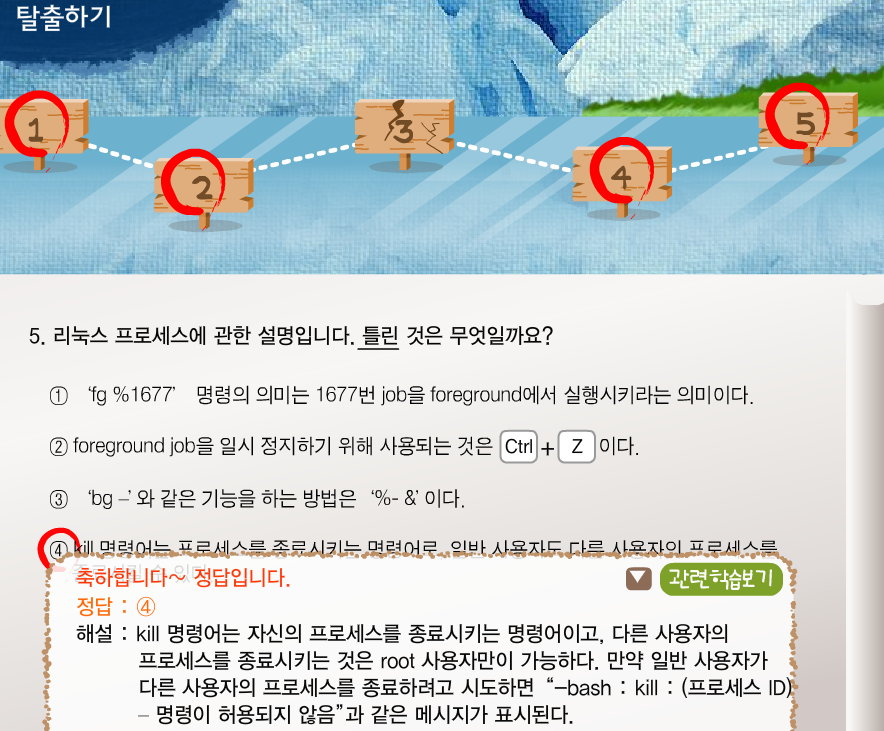 탈출하기
1
2
3
4
5
5. 리눅스 프로세스에 관한 설명입니다. 틀린 것은 무엇일까요?
① ‘fg %1677’ 명령의 의미는 1677번 job을 foreground에서 실행시키라는 의미이다.
② foreground job을 일시 정지하기 위해 사용되는 것은 Ctrl + Z 이다.
③ ‘bg –’ 와 같은 기능을 하는 방법은 ‘%- &’ 이다.
④ kill 명령어는 프로세스를 종료시키는 명령어로, 일반 사용자도 다른 사용자의 프로세스를
축하합니다~ 정답입니다.
관련학습보기
정답 : ④
해설 : kill 명령어는 자신의 프로세스를 종료시키는 명령어이고, 다른 사용자의
프로세스를 종료시키는 것은 root 사용자만이 가능하다. 만약 일반 사용자가
다른 사용자의 프로세스를 종료하려고 시도하면 “–bash : kill : (프로세스 ID)
– 명령이 허용되지 않음”과 같은 메시지가 표시된다.